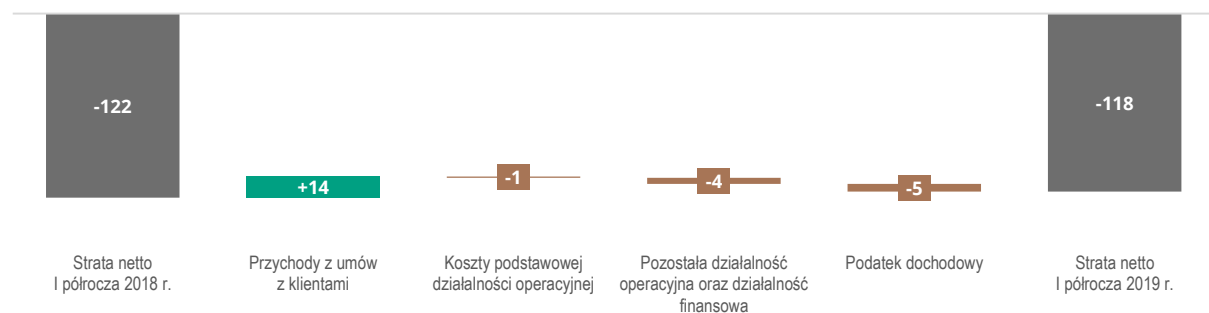 -122
-118
+14
-1
-4
-5
Strata netto
I półrocza 2018 r.
Przychody z umów
z klientami
Koszty podstawowej
działalności operacyjnej
Pozostała działalność
operacyjna oraz działalność
finansowa
Podatek dochodowy
Strata netto
I półrocza 2019 r.